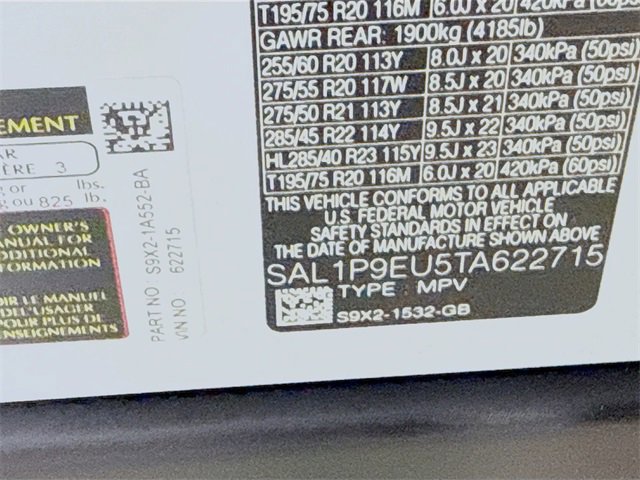 T195/75 R20 116M 6.0J x 20 420kPa (60psi)
GAWR REAR: 1900kg (4185lb)
255/60 R20 113Y 8.0J x 20 340kPa (50psi)
275/55 R20 117W 8.5J x 20 340kPa (50psi)
275/50 R21 113Y 8.5J x 21 340kPa (50psi)
285/45 R22 114Y 9.5J x 22 340kPa (50psi)
HL285/40 R23 115Y 9.5J x 23 340kPa (50psi)
T195/75 R20 116M 6.0J x 20 420kPa (60psi)
THIS VEHICLE CONFORMS TO ALL APPLICABLE
U.S. FEDERAL MOTOR VEHICLE
SAFETY STANDARDS IN EFFECT ON
THE DATE OF MANUFACTURE SHOWN ABOVE
SAL1P9EU5TA622715
TYPE : MPV
S9X2-1532-GB
PART NO : S9X2-1A552-BA
VIN NO : 622715
EMENT
AR
IÈRE 3
or lbs.
ou 825 lb.
OWNER'S
ANUAL FOR
DDITIONAL
FORMATION
OIR LE MANUEL
DEL'USAGER
POUR PLUS DE
ENSEIGNEMENTS